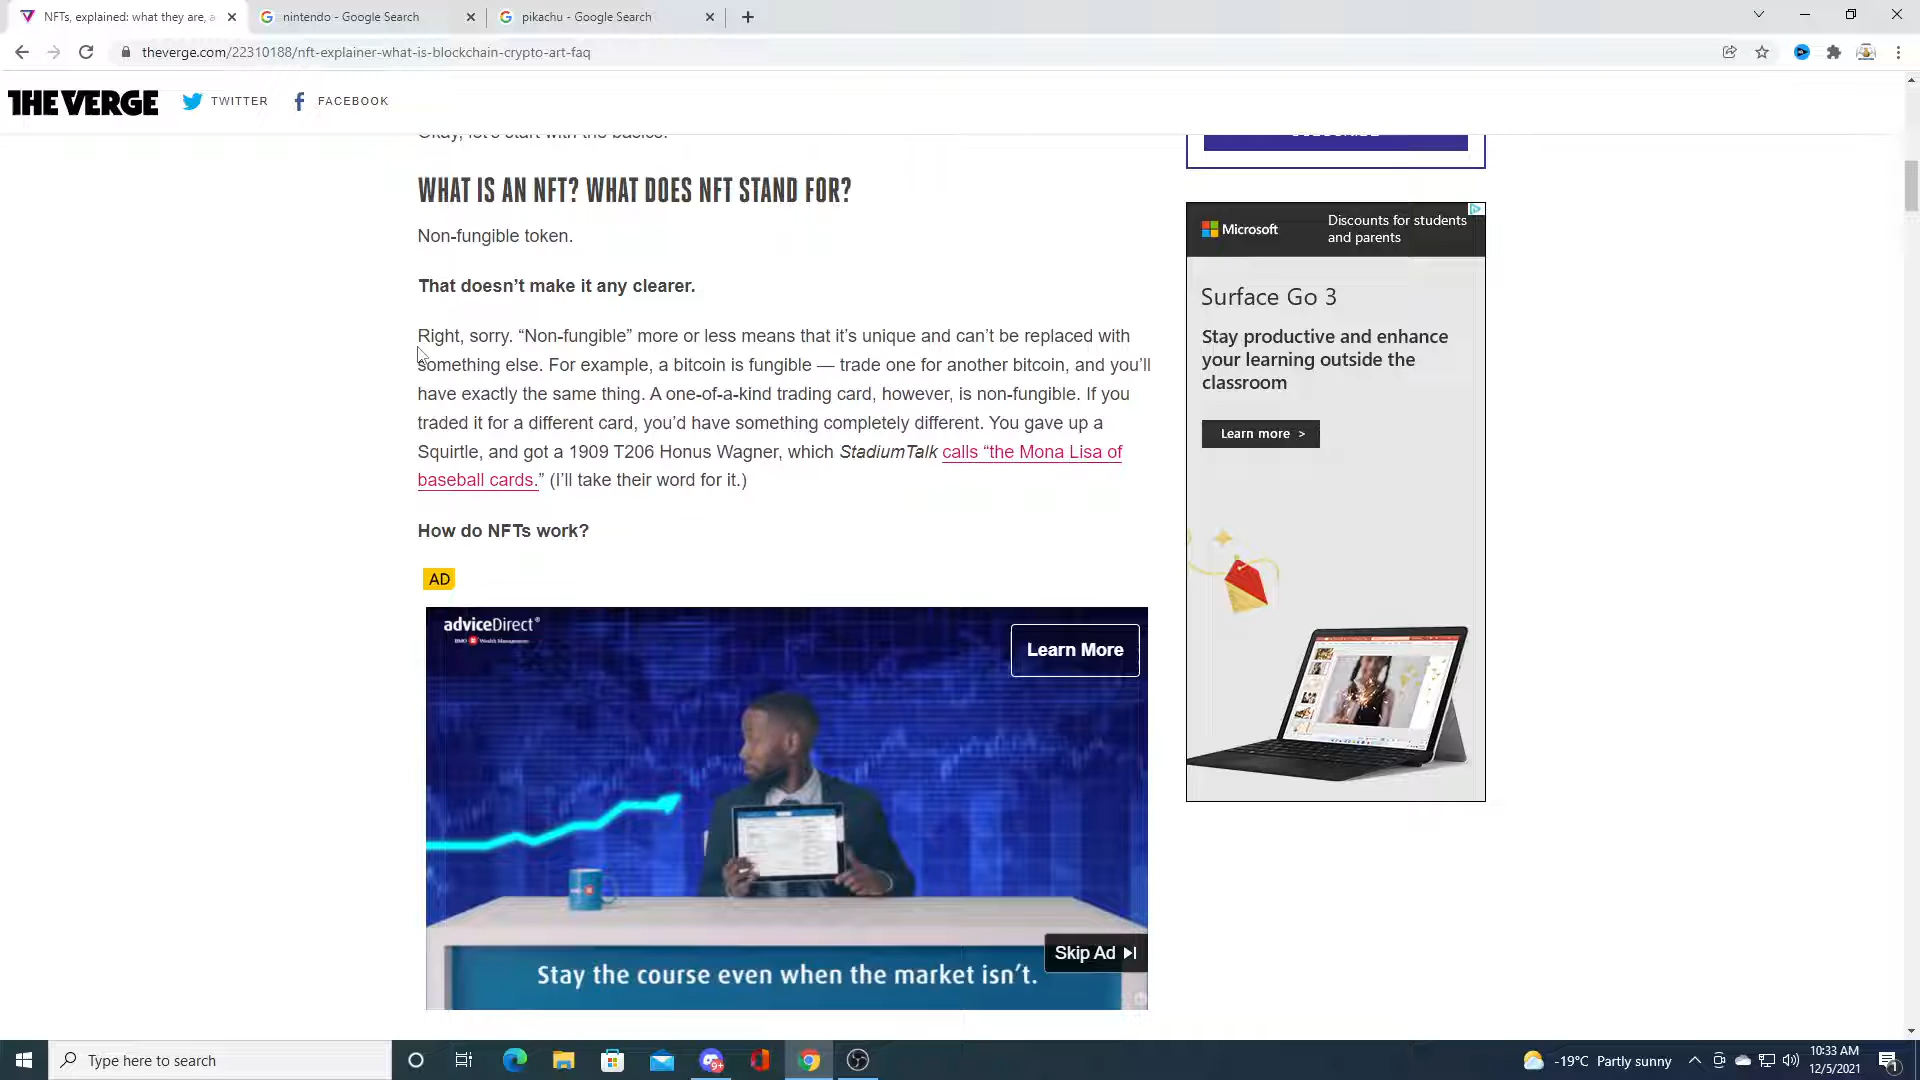 NFTs, explained: what they are, a
nintendo - Google Search
pikachu - Google Search
theverge.com/22310188/nft-explainer-what-is-blockchain-crypto-art-faq
THE VERGE
TWITTER
FACEBOOK
Okay, let's start with the basics.
WHAT IS AN NFT? WHAT DOES NFT STAND FOR?
Non-fungible token.
That doesn’t make it any clearer.
Right, sorry. “Non-fungible” more or less means that it’s unique and can’t be replaced with
something else. For example, a bitcoin is fungible — trade one for another bitcoin, and you’ll
have exactly the same thing. A one-of-a-kind trading card, however, is non-fungible. If you
traded it for a different card, you’d have something completely different. You gave up a
Squirtle, and got a 1909 T206 Honus Wagner, which StadiumTalk calls “the Mona Lisa of
baseball cards.” (I’ll take their word for it.)
How do NFTs work?
AD
adviceDirect®
BMO Wealth Management
Learn More
Stay the course even when the market isn't.
Skip Ad
SUBSCRIBE
Microsoft
Discounts for students
and parents
Surface Go 3
Stay productive and enhance
your learning outside the
classroom
Learn more >
Type here to search
9+
-19°C Partly sunny
10:33 AM
12/5/2021
1